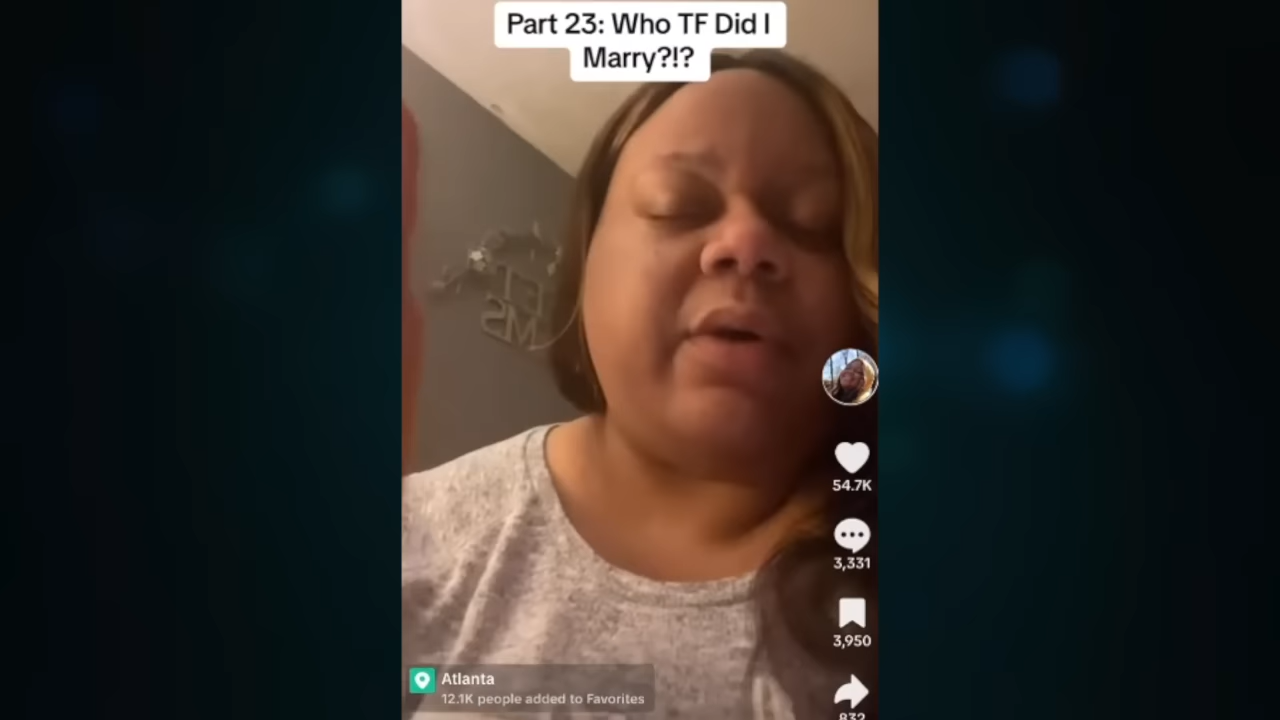 Part 23: Who TF Did I
Marry?!?
54.7K
3,331
3,950
Atlanta
12.1K people added to Favorites
832